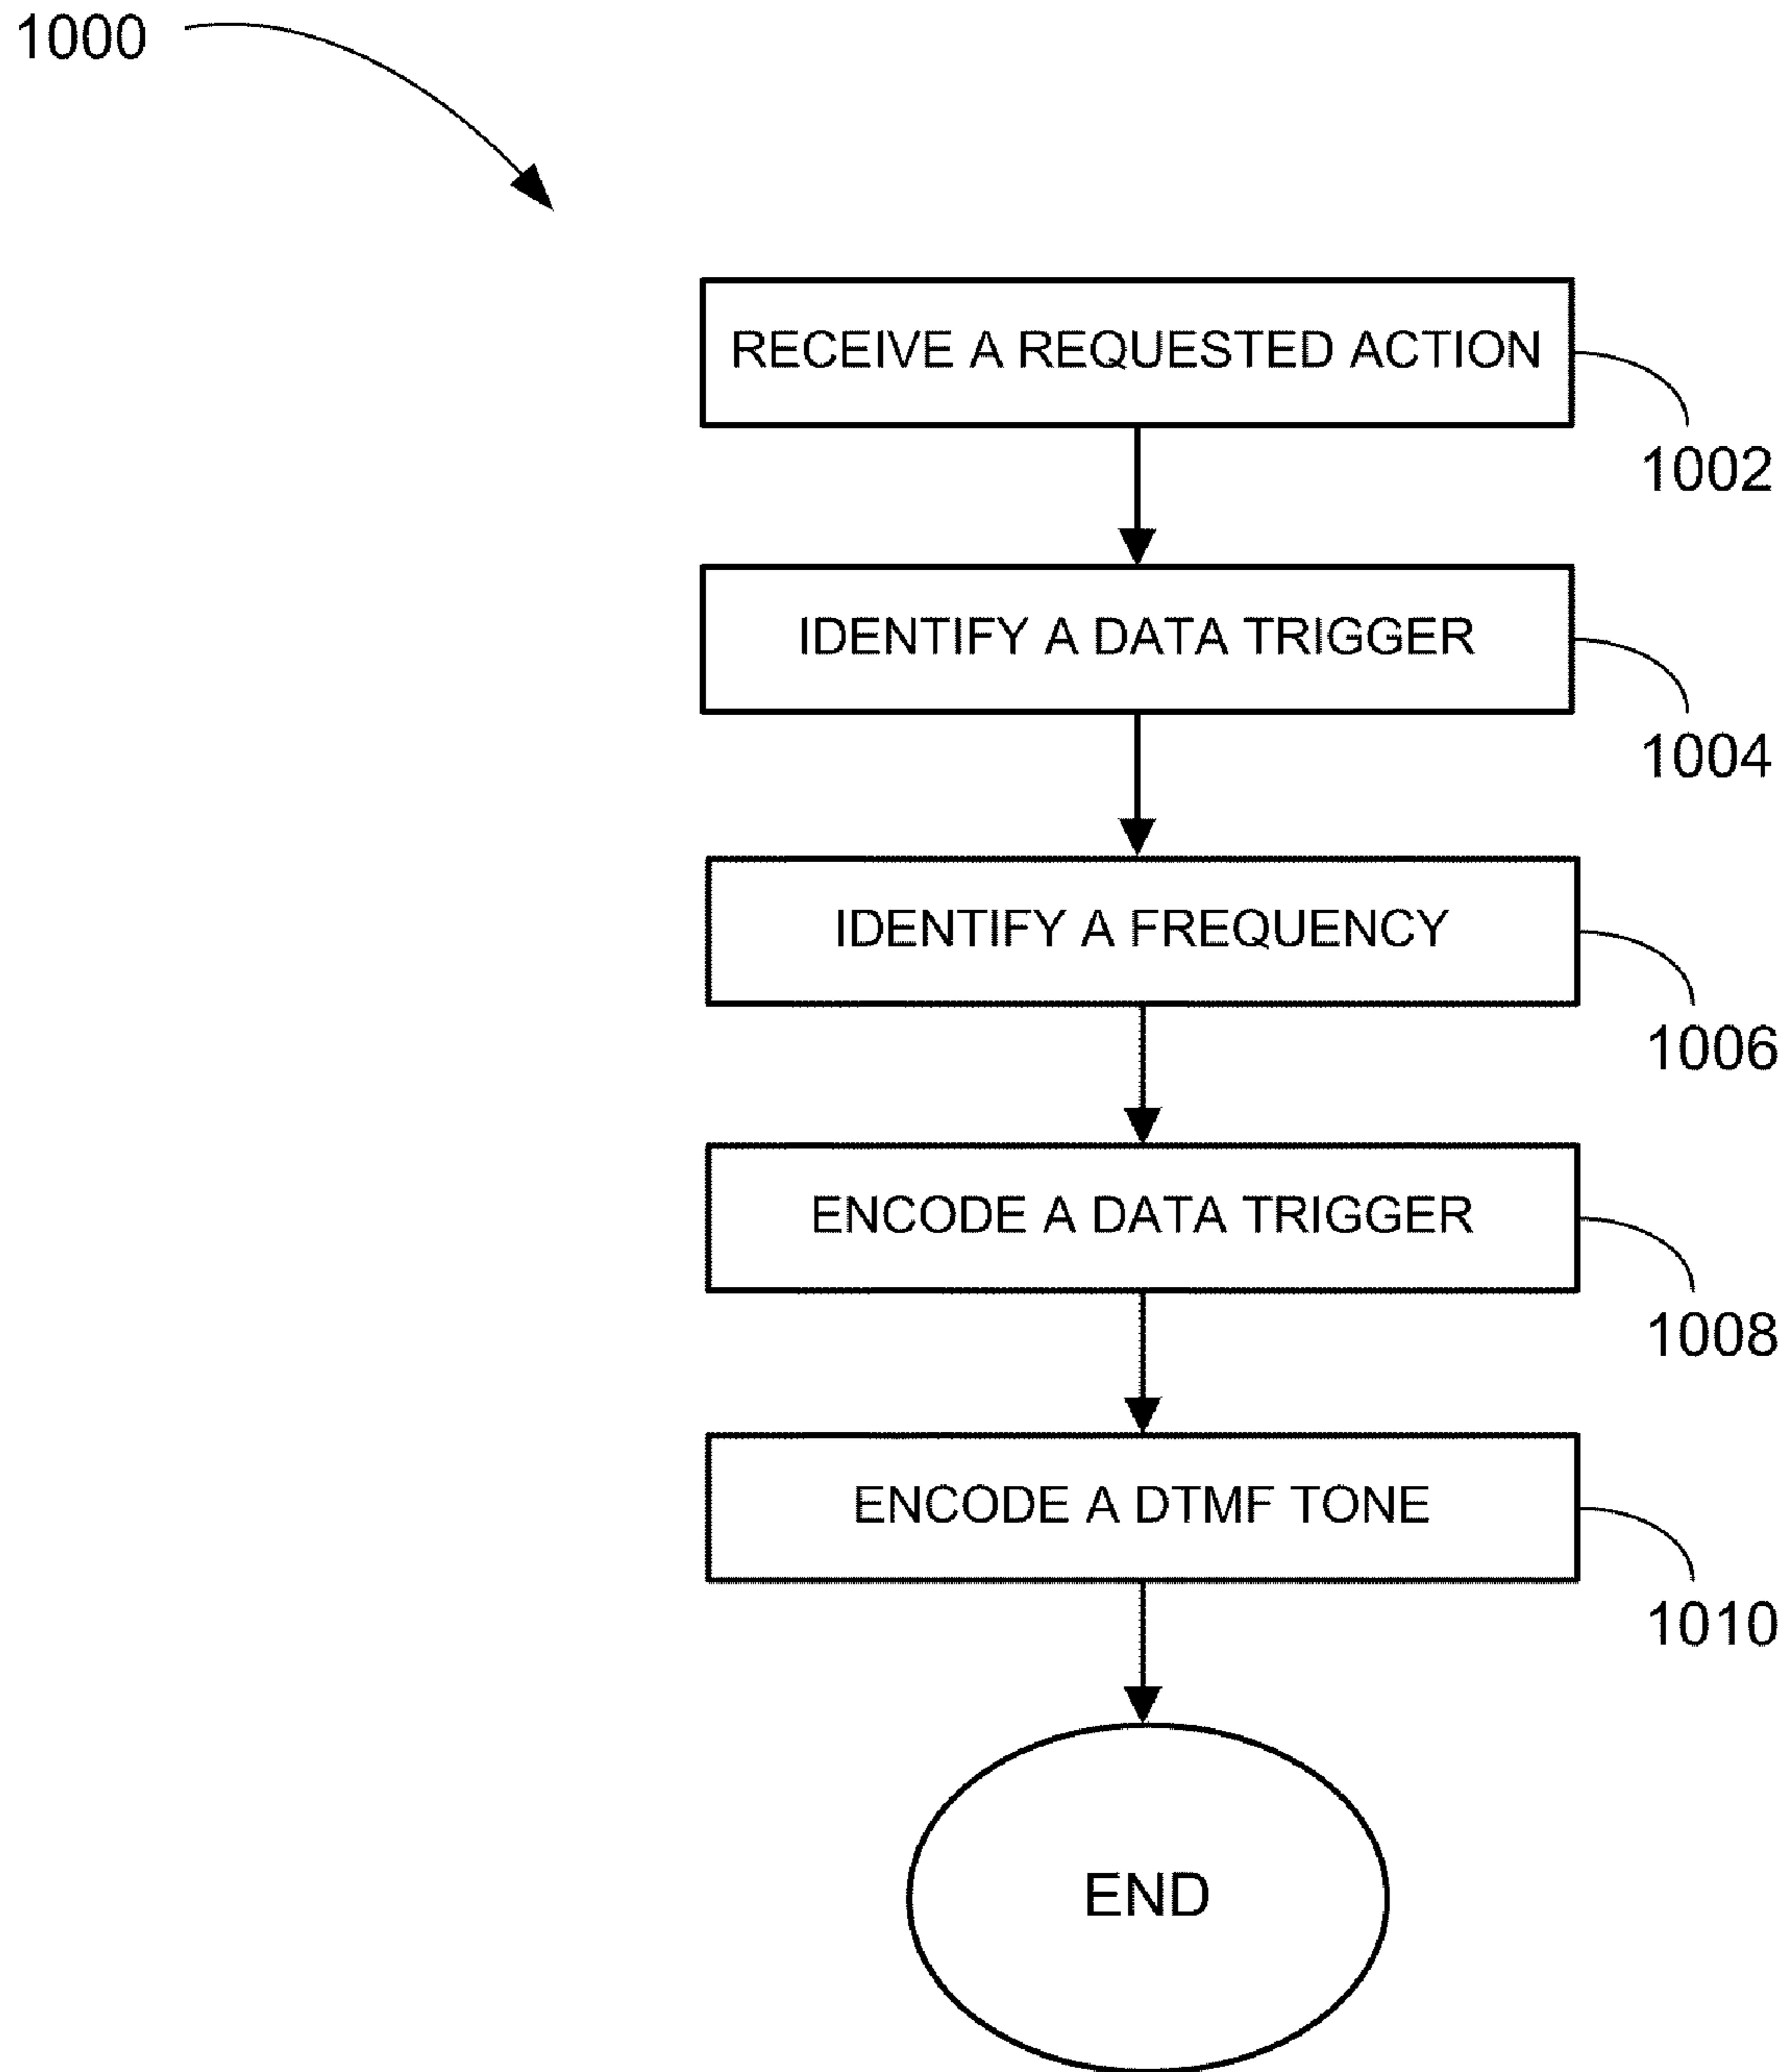 1000
RECEIVE A REQUESTED ACTION
1002
IDENTIFY A DATA TRIGGER
1004
IDENTIFY A FREQUENCY
1006
ENCODE A DATA TRIGGER
1008
ENCODE A DTMF TONE
1010
END